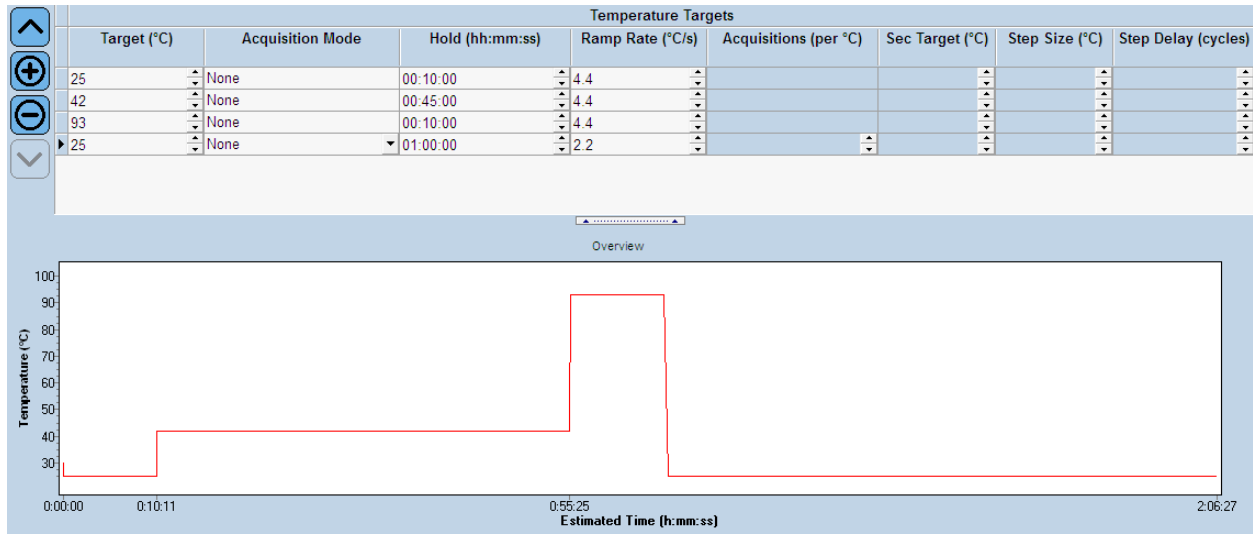 Temperature Targets
Target (°C) Acquisition Mode Hold (hh:mm:ss) Ramp Rate (°C/s) Acquisitions (per °C) Sec Target (°C) Step Size (°C) Step Delay (cycles)
25 None 00:10:00 4.4
42 None 00:45:00 4.4
93 None 00:10:00 4.4
25 None 01:00:00 2.2
Overview
100
90
80
70
60
50
40
30
Temperature (°C)
0:00:00 0:10:11 0:55:25 2:06:27
Estimated Time (h:mm:ss)